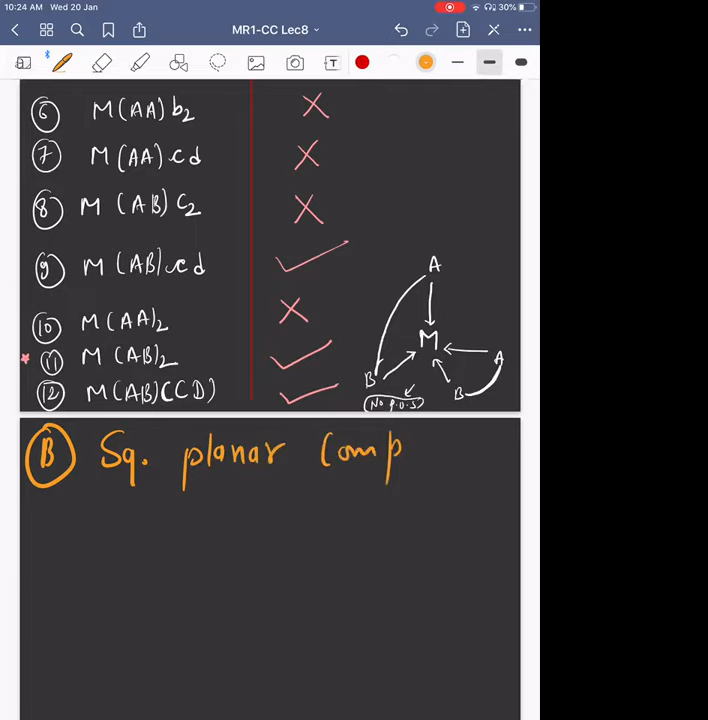 10:24 AM Wed 20 Jan 30%
MR1-CC Lec8
T
6 M(AA)b2
7 M(AA)cd
8 M(AB)c2
9 M(AB)cd
10 M(AA)2
11 M(AB)2
12 M(AB)(CD)
A
M
A
B
B
No P.O.S
B Sq. planar Comp